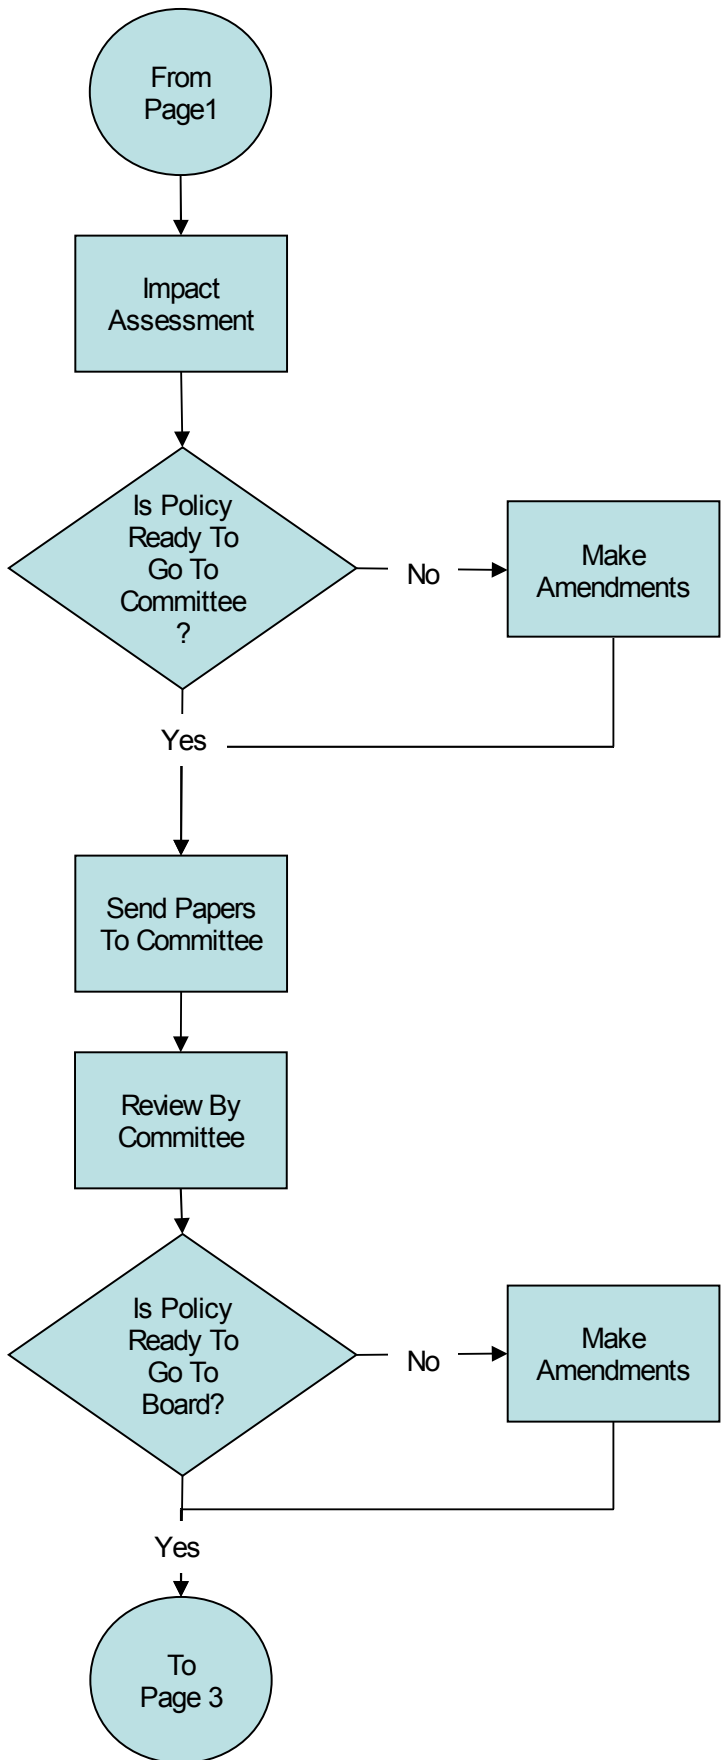 From
Page1
Impact
Assessment
Is Policy
Ready To
Go To
Committee
?
No
Make
Amendments
Yes
Send Papers
To Committee
Review By
Committee
Is Policy
Ready To
Go To
Board?
No
Make
Amendments
Yes
To
Page 3